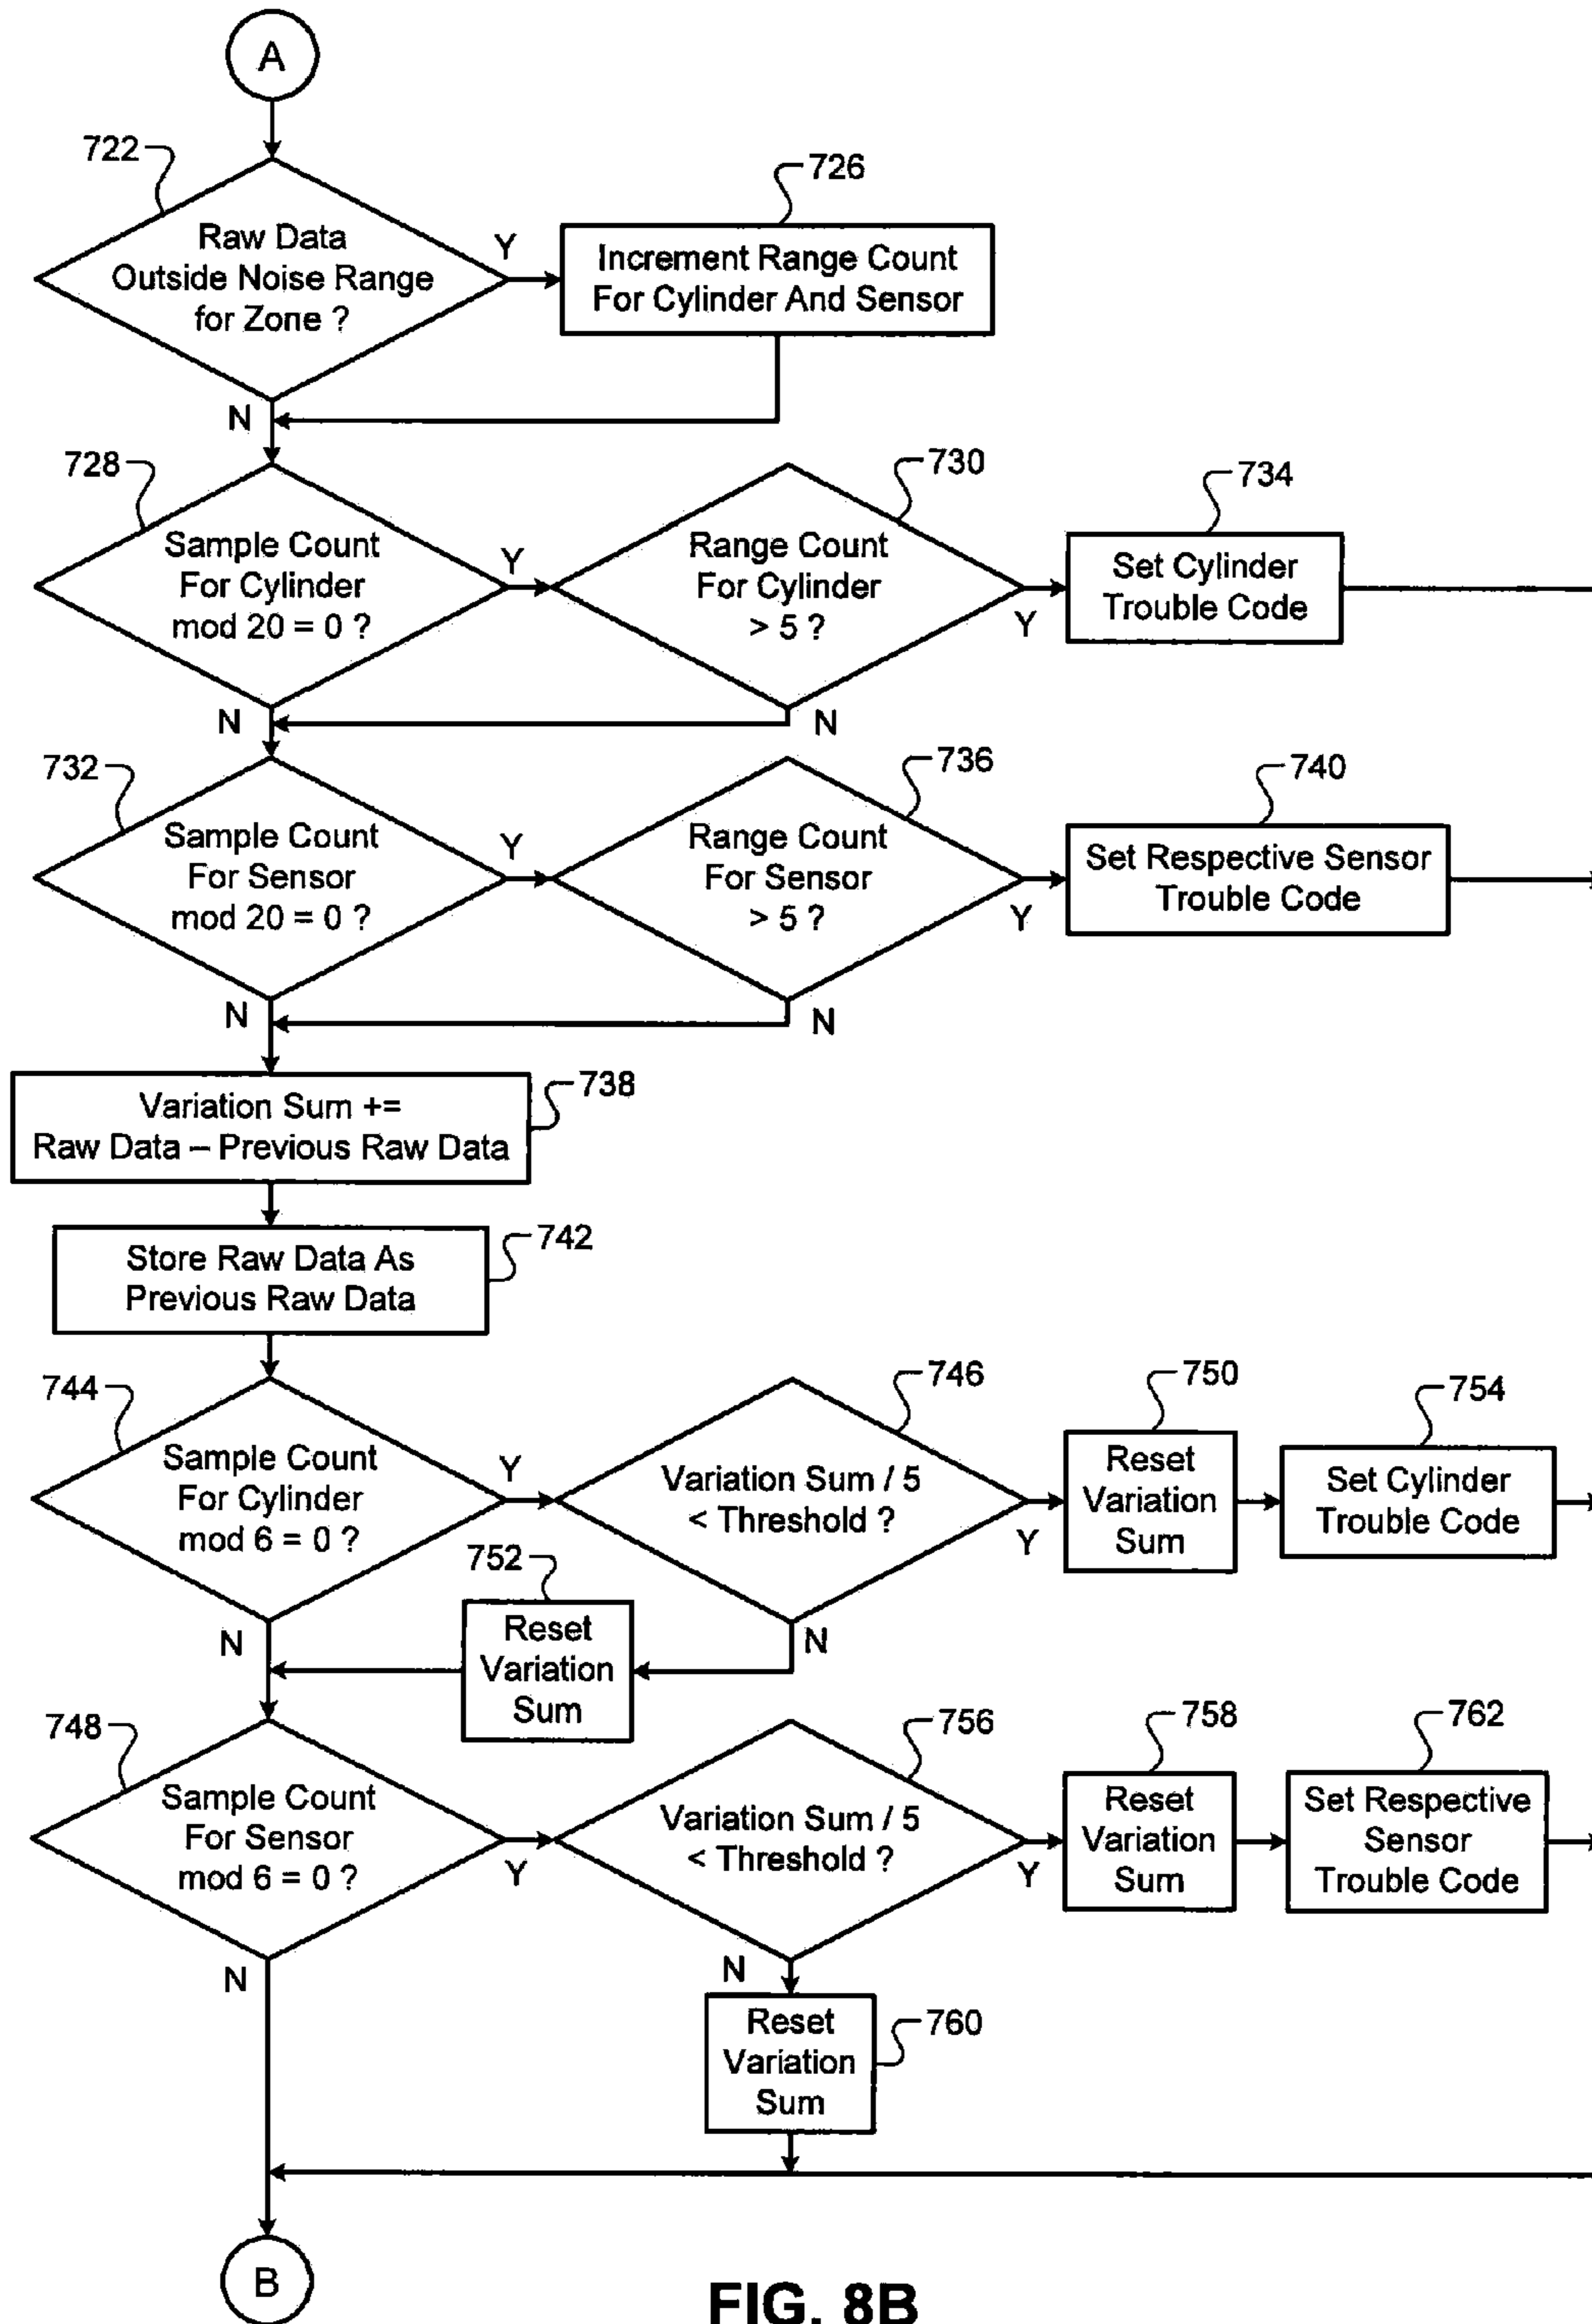 A
722
Raw Data
Outside Noise Range
for Zone ?
Y
726
Increment Range Count
For Cylinder And Sensor
N
728
Sample Count
For Cylinder
mod 20 = 0 ?
Y
730
Range Count
For Cylinder
> 5 ?
Y
734
Set Cylinder
Trouble Code
N
N
732
Sample Count
For Sensor
mod 20 = 0 ?
Y
736
Range Count
For Sensor
> 5 ?
Y
740
Set Respective Sensor
Trouble Code
N
N
738
Variation Sum +=
Raw Data – Previous Raw Data
742
Store Raw Data As
Previous Raw Data
744
Sample Count
For Cylinder
mod 6 = 0 ?
Y
746
Variation Sum / 5
< Threshold ?
Y
750
Reset
Variation
Sum
754
Set Cylinder
Trouble Code
N
752
Reset
Variation
Sum
N
748
Sample Count
For Sensor
mod 6 = 0 ?
Y
756
Variation Sum / 5
< Threshold ?
Y
758
Reset
Variation
Sum
762
Set Respective
Sensor
Trouble Code
N
N
760
Reset
Variation
Sum
B
FIG. 8B